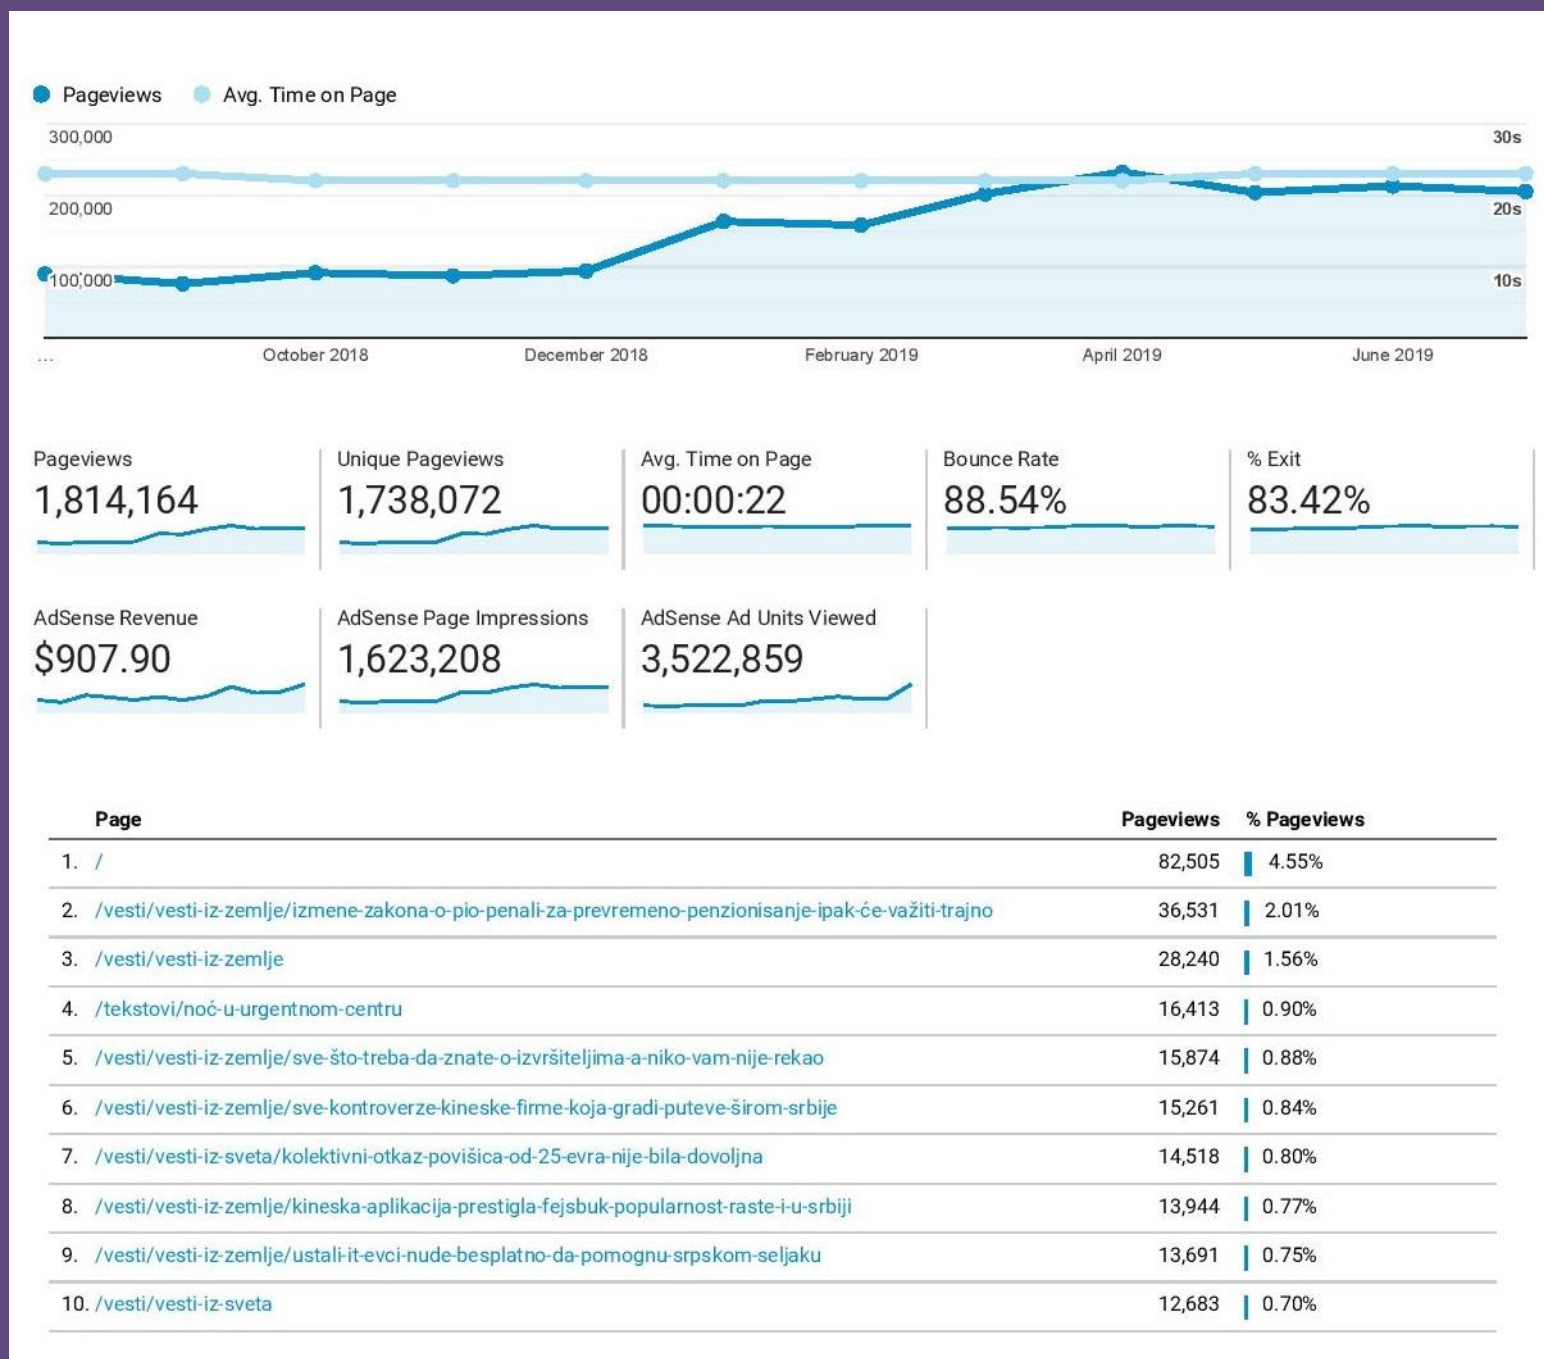 Pageviews Avg. Time on Page
300,000 30s
200,000 20s
100,000 10s
... October 2018 December 2018 February 2019 April 2019 June 2019
Pageviews Unique Pageviews Avg. Time on Page Bounce Rate % Exit
1,814,164 1,738,072 00:00:22 88.54% 83.42%
AdSense Revenue AdSense Page Impressions AdSense Ad Units Viewed
$907.90 1,623,208 3,522,859
Page Pageviews % Pageviews
1. / 82,505 4.55%
2. /vesti/vesti-iz-zemlje/izmene-zakona-o-pio-penali-za-prevremeno-penzionisanje-ipak-će-važiti-trajno 36,531 2.01%
3. /vesti/vesti-iz-zemlje 28,240 1.56%
4. /tekstovi/noć-u-urgentnom-centru 16,413 0.90%
5. /vesti/vesti-iz-zemlje/sve-što-treba-da-znate-o-izvršiteljima-a-niko-vam-nije-rekao 15,874 0.88%
6. /vesti/vesti-iz-zemlje/sve-kontroverze-kineske-firme-koja-gradi-puteve-širom-srbije 15,261 0.84%
7. /vesti/vesti-iz-sveta/kolektivni-otkaz-povišica-od-25-evra-nije-bila-dovoljna 14,518 0.80%
8. /vesti/vesti-iz-zemlje/kineska-aplikacija-prestigla-fejsbuk-popularnost-raste-i-u-srbiji 13,944 0.77%
9. /vesti/vesti-iz-zemlje/ustali-it-evci-nude-besplatno-da-pomognu-srpskom-seljaku 13,691 0.75%
10. /vesti/vesti-iz-sveta 12,683 0.70%